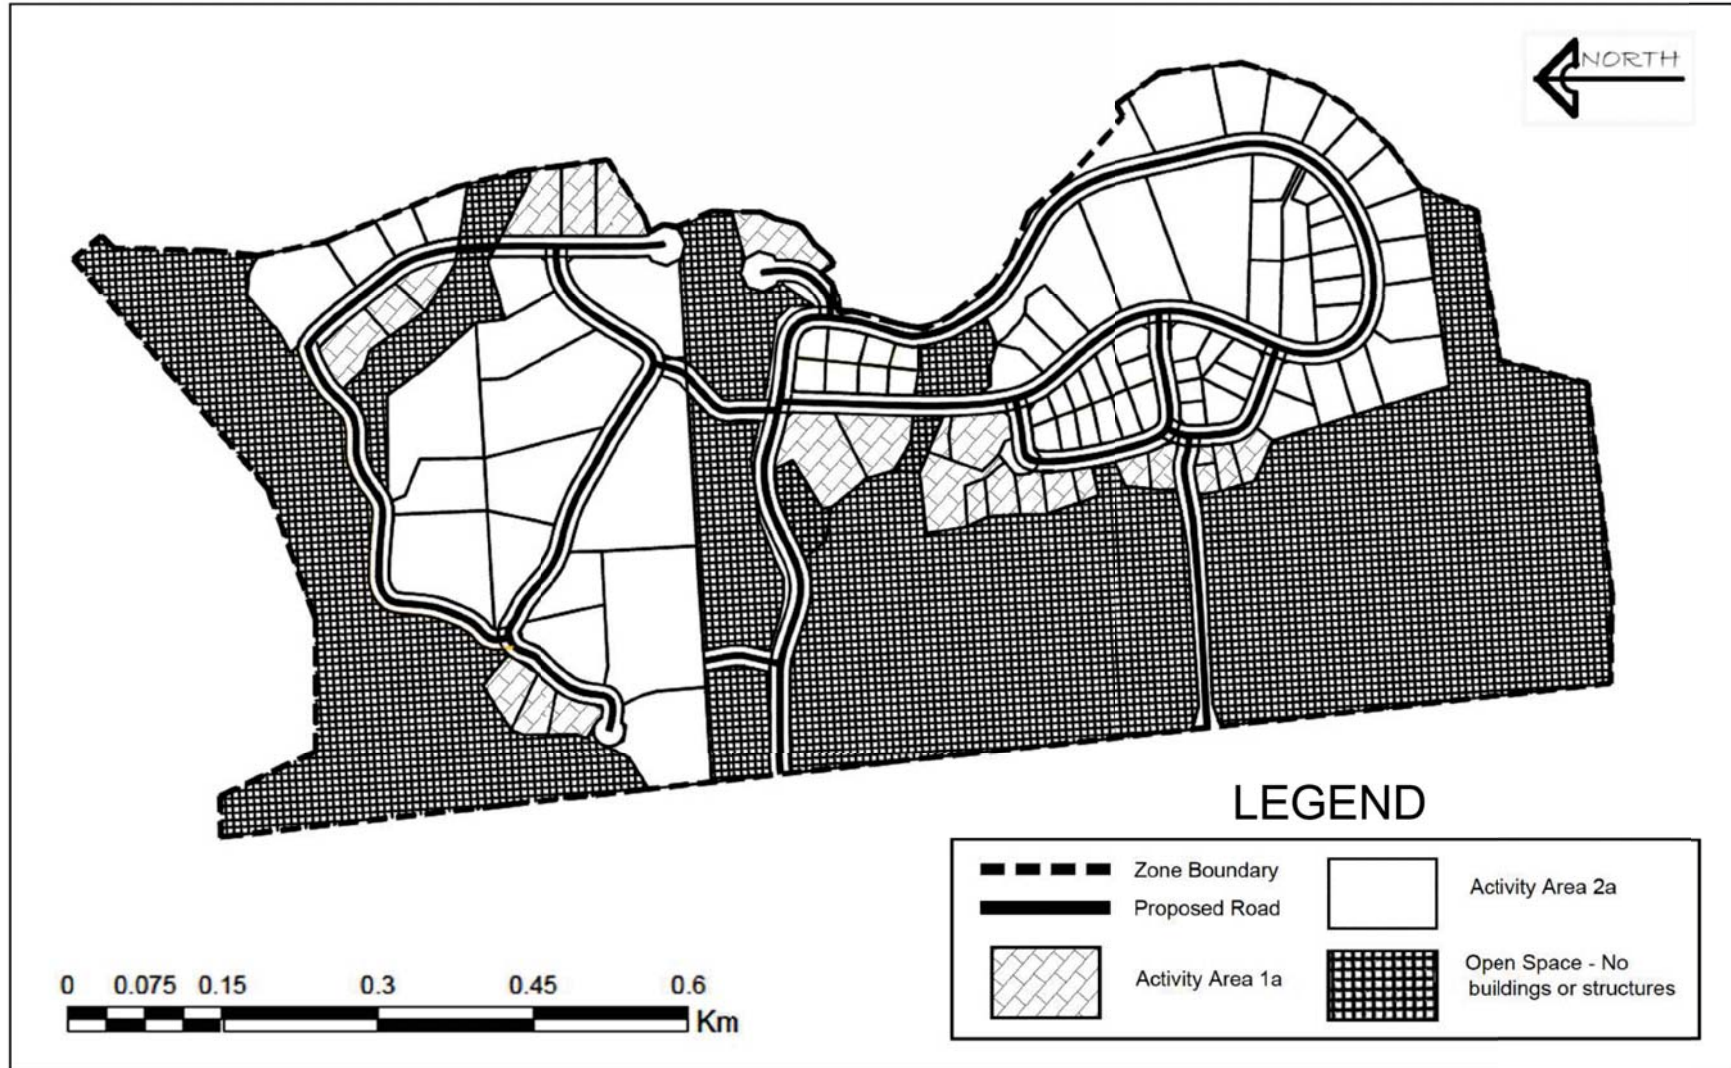 NORTH
LEGEND
Zone Boundary
Proposed Road
Activity Area 1a
Activity Area 2a
Open Space - No
buildings or structures
0 0.075 0.15 0.3 0.45 0.6
Km